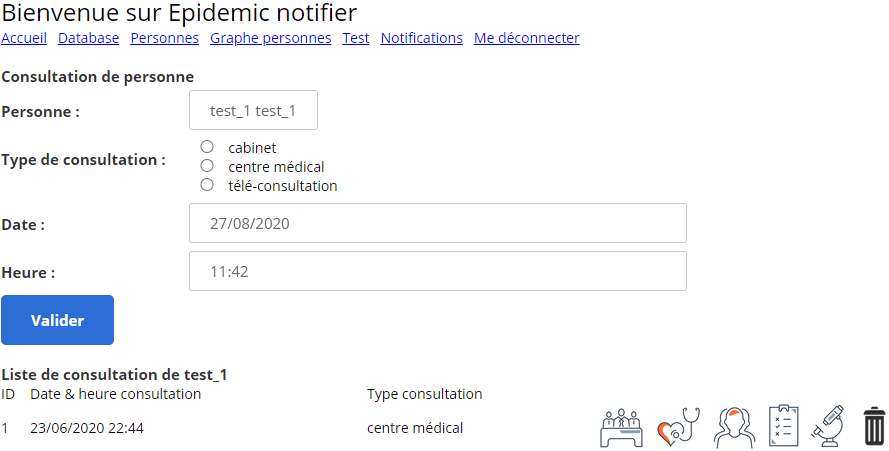 Bienvenue sur Epidemic notifier
Accueil Database Personnes Graphe personnes Test Notifications Me déconnecter
Consultation de personne
Personne : test_1 test_1
Type de consultation :
cabinet
centre médical
télé-consultation
Date : 27/08/2020
Heure : 11:42
Valider
Liste de consultation de test_1
ID Date & heure consultation Type consultation
1 23/06/2020 22:44 centre médical